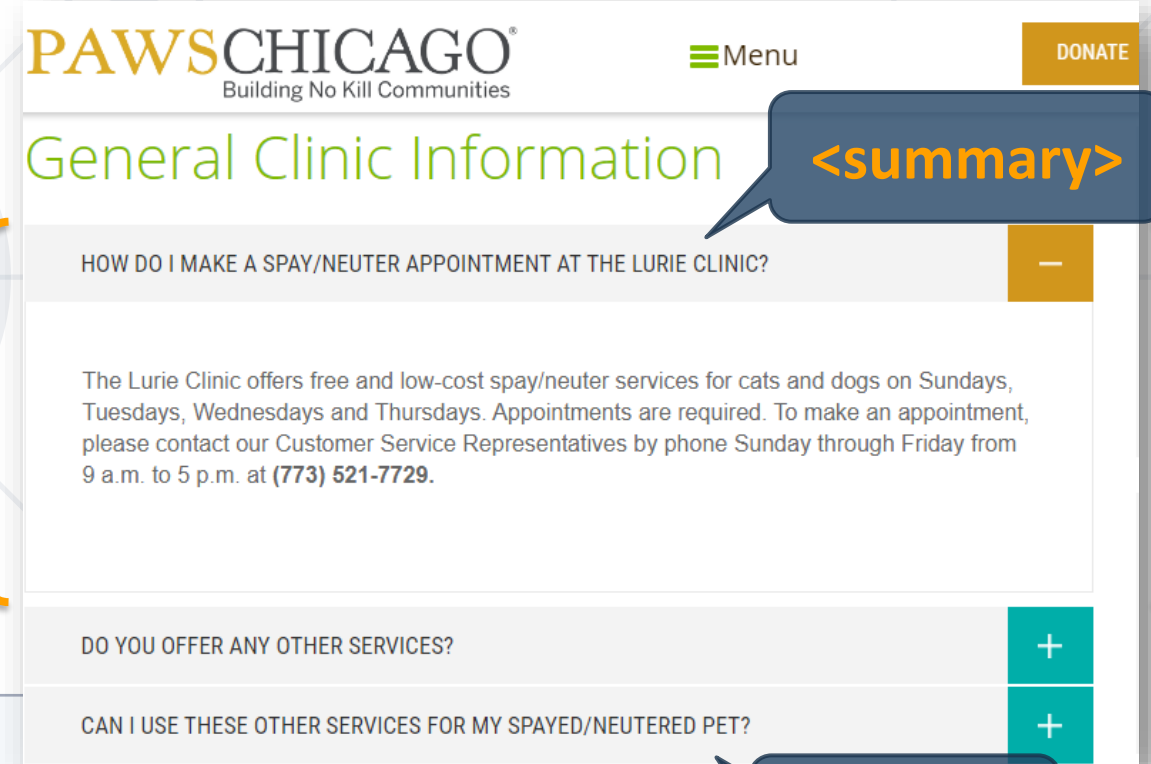 PAWSCHICAGO®
Building No Kill Communities
Menu
DONATE
General Clinic Information
<summary>
HOW DO I MAKE A SPAY/NEUTER APPOINTMENT AT THE LURIE CLINIC?
The Lurie Clinic offers free and low-cost spay/neuter services for cats and dogs on Sundays,
Tuesdays, Wednesdays and Thursdays. Appointments are required. To make an appointment,
please contact our Customer Service Representatives by phone Sunday through Friday from
9 a.m. to 5 p.m. at (773) 521-7729.
DO YOU OFFER ANY OTHER SERVICES?
CAN I USE THESE OTHER SERVICES FOR MY SPAYED/NEUTERED PET?